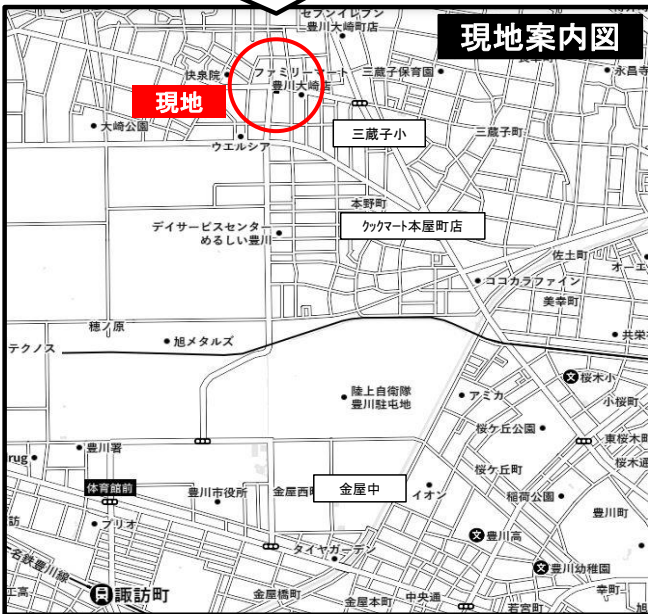 セブンイレブン
豊川大崎町店
現地案内図
快泉院
ファミリーマート
豊川大崎店
三蔵子保育園
永昌寺
現地
大崎公園
ウエルシア
三蔵子小
三蔵子町
本野町
クックマート本屋町店
デイサービスセンター
めるしい豊川
佐土町
オーエ
ココカラファイン
美幸町
穂ノ原
テクノス
旭メタルズ
共栄
陸上自衛隊
豊川駐屯地
アミカ
文桜木小
小桜町
桜ケ丘公園
東桜木町
豊川署
rug
桜ケ丘町
桜木通
体育館前
豊川市役所
金屋西町
金屋中
イオン
稲荷公園
豊川町
訪
プリオ
文豊川高
タイヤガーデン
名鉄豊川線
文豊川幼稚園
工高
諏訪町
金屋橋町
金屋本町
中央通
若宮町
幸町
旭